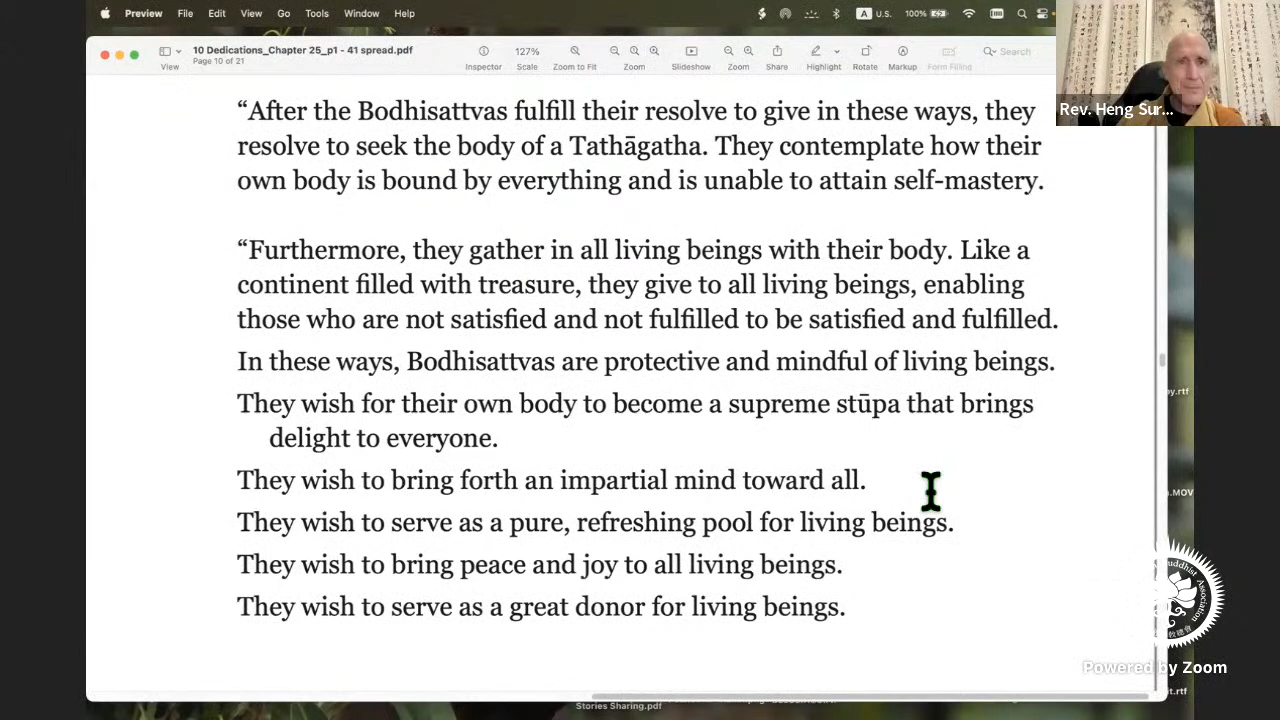 Preview File Edit View Go Tools Window Help
A U.S. 100%
10 Dedications_Chapter 25_p1 - 41 spread.pdf
Page 10 of 21
View Inspector 127% Scale Zoom to Fit Zoom Slideshow Zoom Share Highlight Rotate Markup Form Filling Search
Rev. Heng Sur...
“After the Bodhisattvas fulfill their resolve to give in these ways, they
resolve to seek the body of a Tathāgatha. They contemplate how their
own body is bound by everything and is unable to attain self-mastery.
“Furthermore, they gather in all living beings with their body. Like a
continent filled with treasure, they give to all living beings, enabling
those who are not satisfied and not fulfilled to be satisfied and fulfilled.
In these ways, Bodhisattvas are protective and mindful of living beings.
They wish for their own body to become a supreme stūpa that brings
delight to everyone.
They wish to bring forth an impartial mind toward all.
They wish to serve as a pure, refreshing pool for living beings.
They wish to bring peace and joy to all living beings.
They wish to serve as a great donor for living beings.
py.rtf
.MOV
Buddhist Association
Powered by Zoom
it.rtf
Stories Sharing.pdf